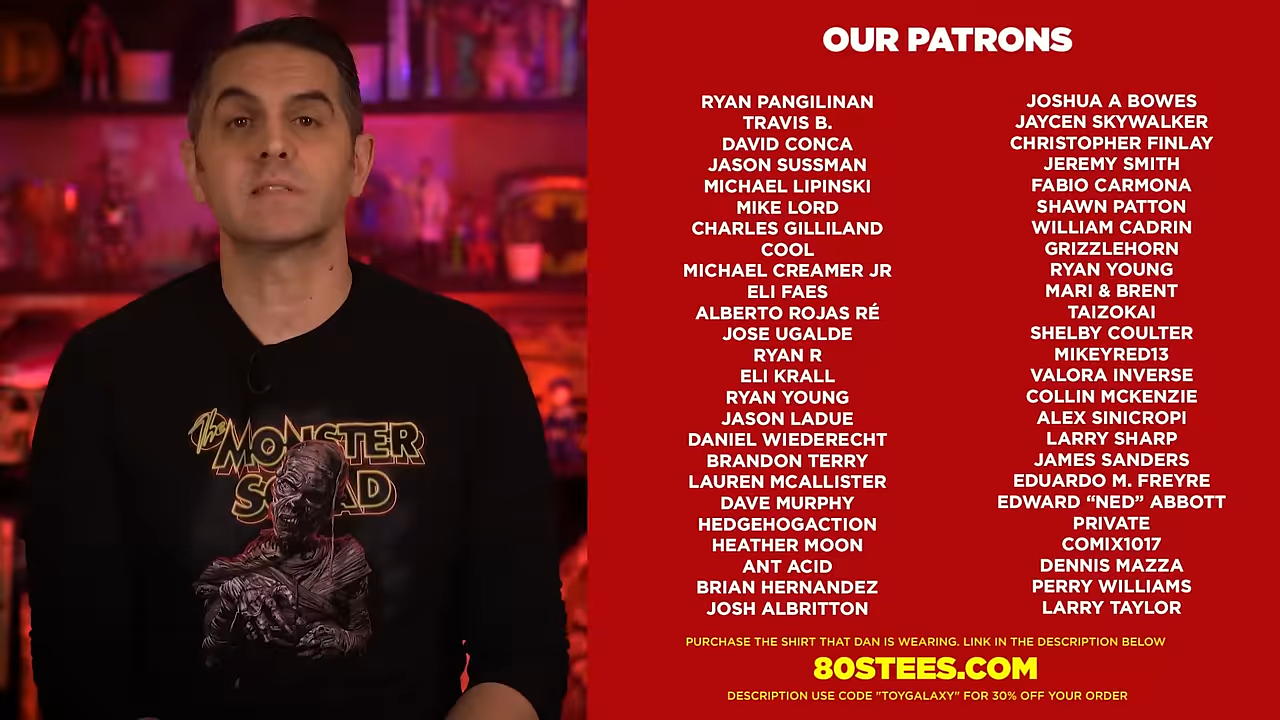 The
MONSTER
SQUAD
OUR PATRONS
RYAN PANGILINAN
TRAVIS B.
DAVID CONCA
JASON SUSSMAN
MICHAEL LIPINSKI
MIKE LORD
CHARLES GILLILAND
COOL
MICHAEL CREAMER JR
ELI FAES
ALBERTO ROJAS RÉ
JOSE UGALDE
RYAN R
ELI KRALL
RYAN YOUNG
JASON LADUE
DANIEL WIEDERECHT
BRANDON TERRY
LAUREN MCALLISTER
DAVE MURPHY
HEDGEHOGACTION
HEATHER MOON
ANT ACID
BRIAN HERNANDEZ
JOSH ALBRITTON
JOSHUA A BOWES
JAYCEN SKYWALKER
CHRISTOPHER FINLAY
JEREMY SMITH
FABIO CARMONA
SHAWN PATTON
WILLIAM CADRIN
GRIZZLEHORN
RYAN YOUNG
MARI & BRENT
TAIZOKAI
SHELBY COULTER
MIKEYRED13
VALORA INVERSE
COLLIN MCKENZIE
ALEX SINICROPI
LARRY SHARP
JAMES SANDERS
EDUARDO M. FREYRE
EDWARD “NED” ABBOTT
PRIVATE
COMIX1017
DENNIS MAZZA
PERRY WILLIAMS
LARRY TAYLOR
PURCHASE THE SHIRT THAT DAN IS WEARING. LINK IN THE DESCRIPTION BELOW
80STEES.COM
DESCRIPTION USE CODE "TOYGALAXY" FOR 30% OFF YOUR ORDER